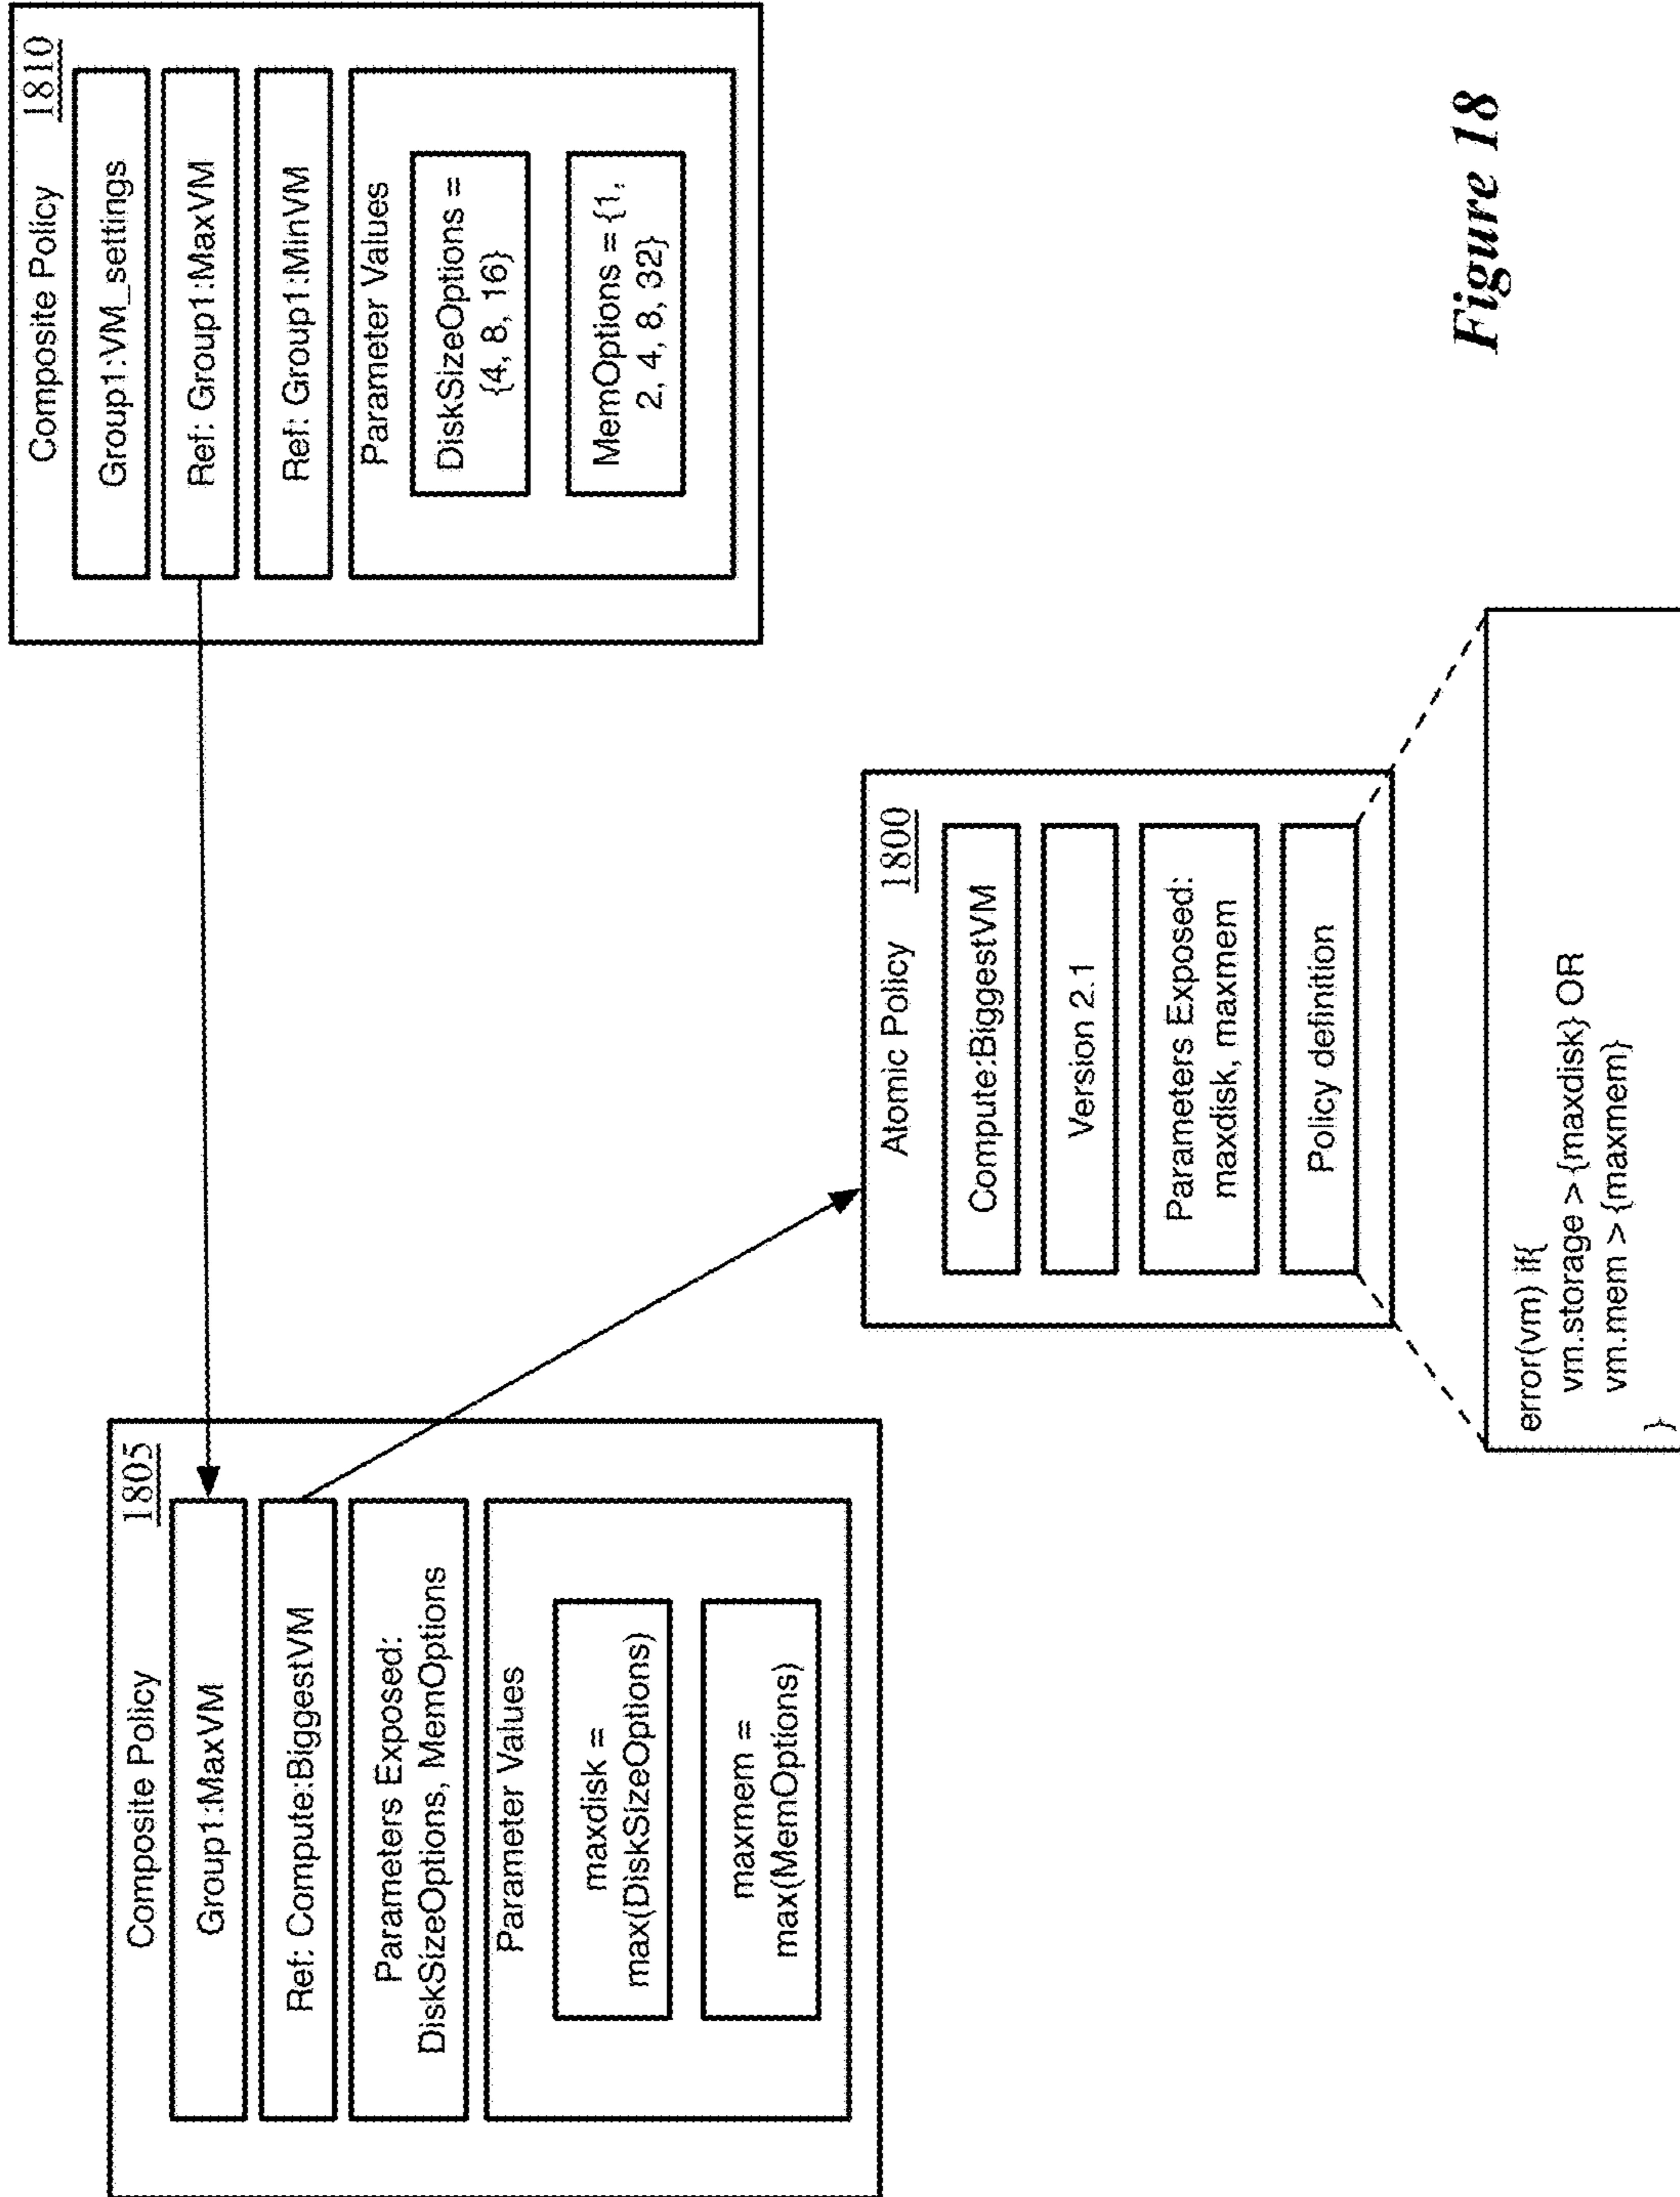 Composite Policy 1805
Group1:MaxVM
Ref: Compute:BiggestVM
Parameters Exposed:
DiskSizeOptions, MemOptions
Parameter Values
maxdisk =
max(DiskSizeOptions)
maxmem =
max(MemOptions)
Composite Policy 1810
Group1:VM_settings
Ref: Group1:MaxVM
Ref: Group1:MinVM
Parameter Values
DiskSizeOptions =
{4, 8, 16}
MemOptions = {1,
2, 4, 8, 32}
Atomic Policy 1800
Compute:BiggestVM
Version 2.1
Parameters Exposed:
maxdisk, maxmem
Policy definition
error(vm) if{
vm.storage > {maxdisk} OR
vm.mem > {maxmem}
}
Figure 18